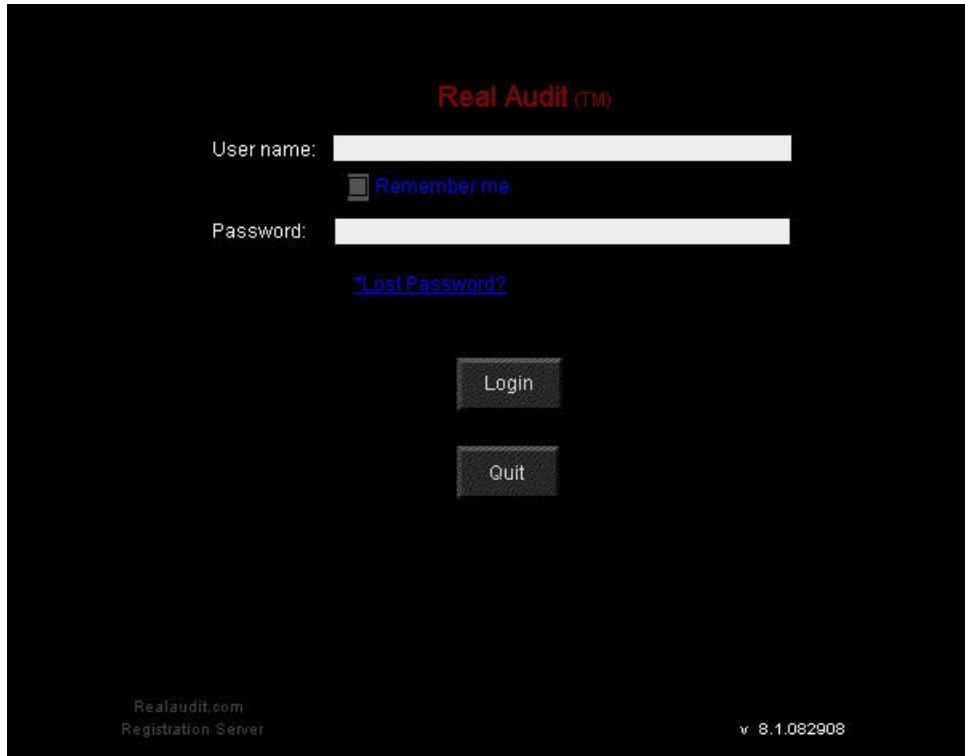 Real Audit (TM)
User name:
Remember me
Password:
*Lost Password?
Login
Quit
Realaudit.com
Registration Server
v 8.1.082908